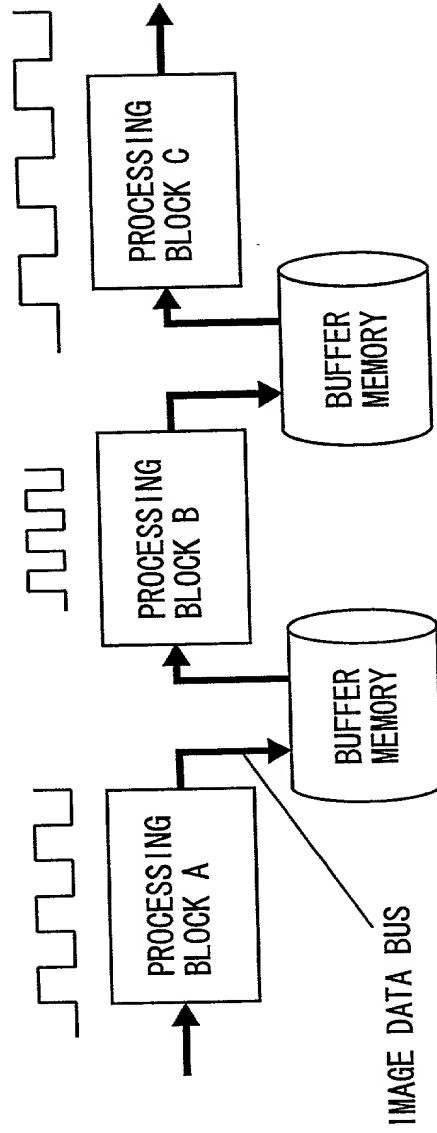 PROCESSING
BLOCK A
IMAGE DATA BUS
BUFFER
MEMORY
PROCESSING
BLOCK B
BUFFER
MEMORY
PROCESSING
BLOCK C